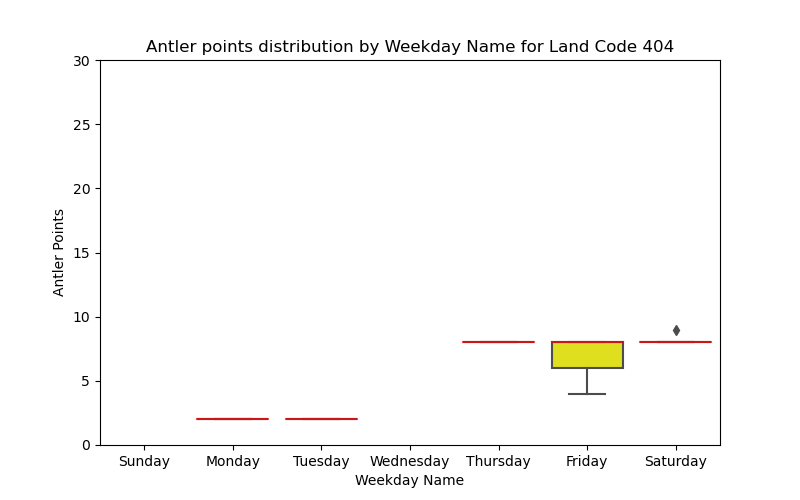 Antler points distribution by Weekday Name for Land Code 404
30
25
20
15
10
5
0
Antler Points
Sunday Monday Tuesday Wednesday Thursday Friday Saturday
Weekday Name